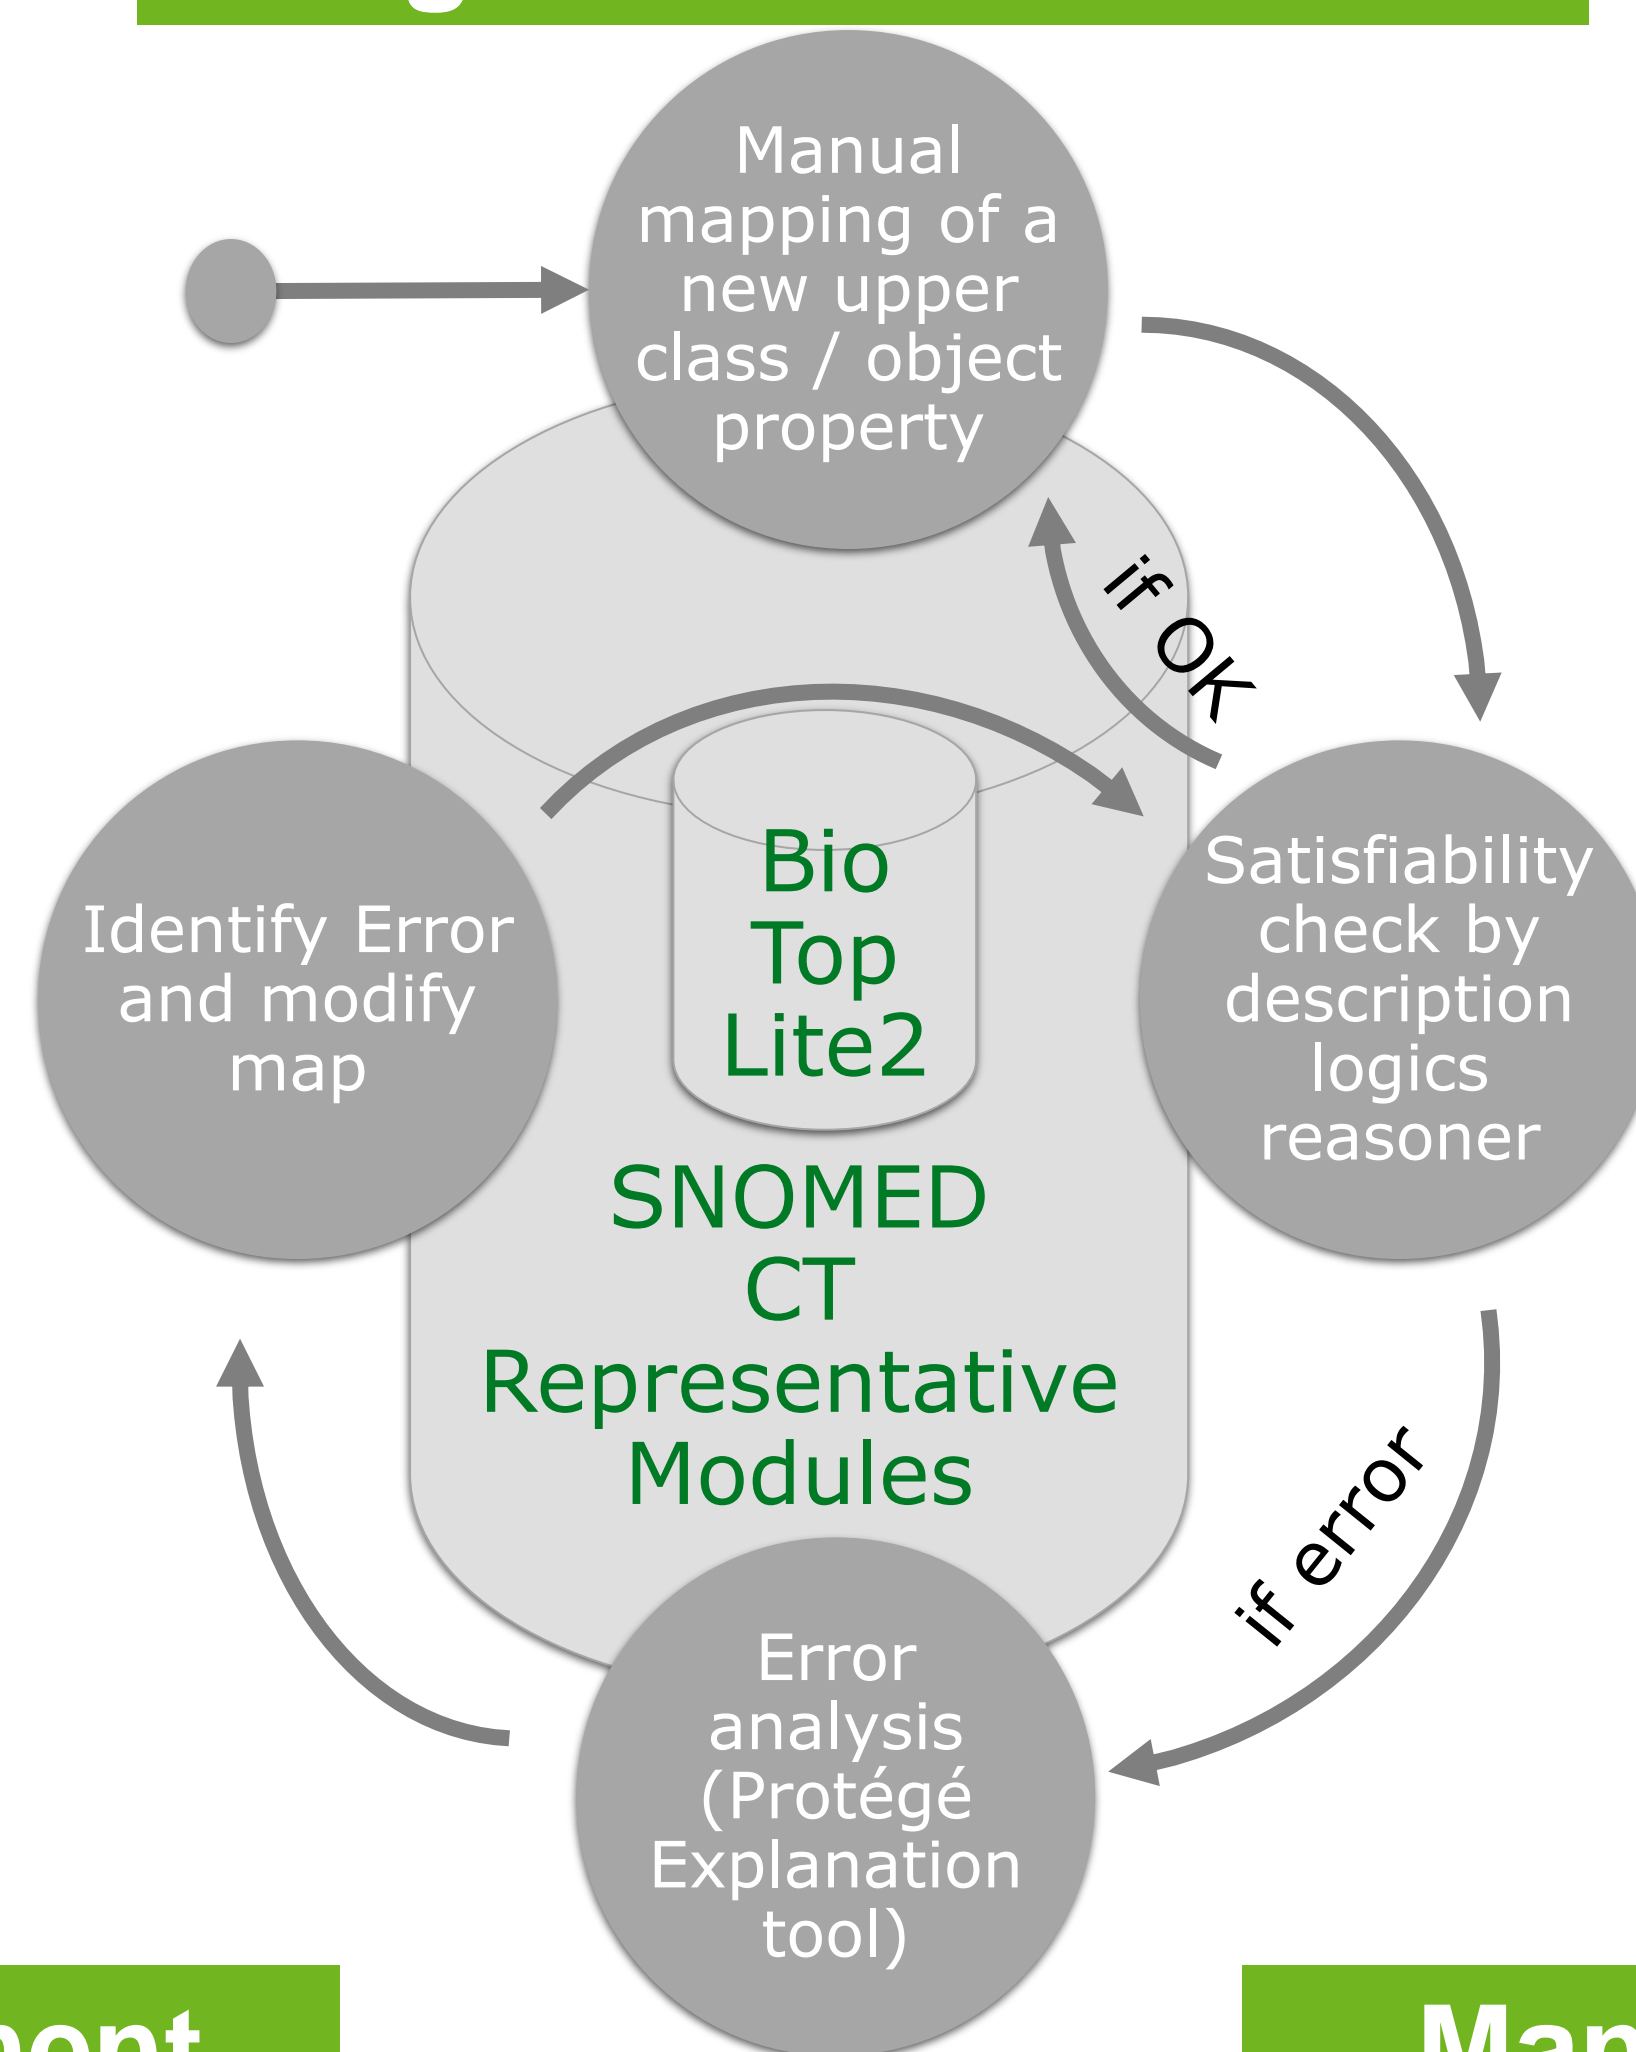 Manual
mapping of a
new upper
class / object
property
if OK
Identify Error
and modify
map
Bio
Top
Lite2
Satisfiability
check by
description
logics
reasoner
SNOMED
CT
Representative
Modules
if error
Error
analysis
(Protégé
Explanation
tool)